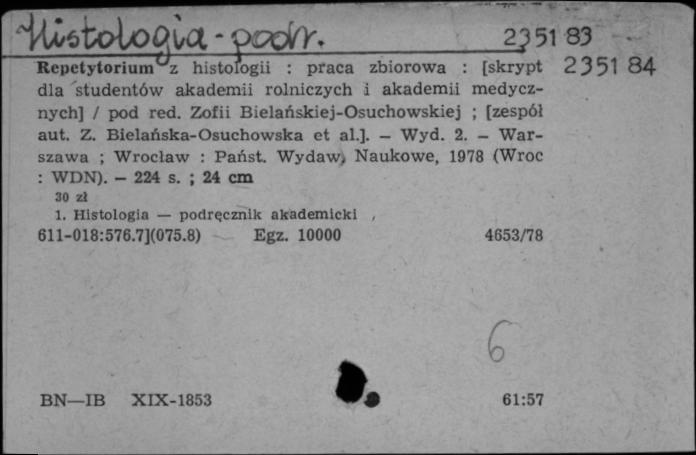 Histologia - podr. 235183
Repetytorium z histologii : praca zbiorowa : [skrypt 235184
dla studentów akademii rolniczych i akademii medycz-
nych] / pod red. Zofii Bielańskiej-Osuchowskiej ; [zespół
aut. Z. Bielańska-Osuchowska et al.]. — Wyd. 2. — War-
szawa ; Wrocław : Państ. Wydaw, Naukowe, 1978 (Wroc
: WDN). — 224 s. ; 24 cm
30 zł
1. Histologia — podręcznik akademicki
611-018:576.7](075.8) Egz. 10000 4653/78
6
BN—IB XIX-1853 61:57